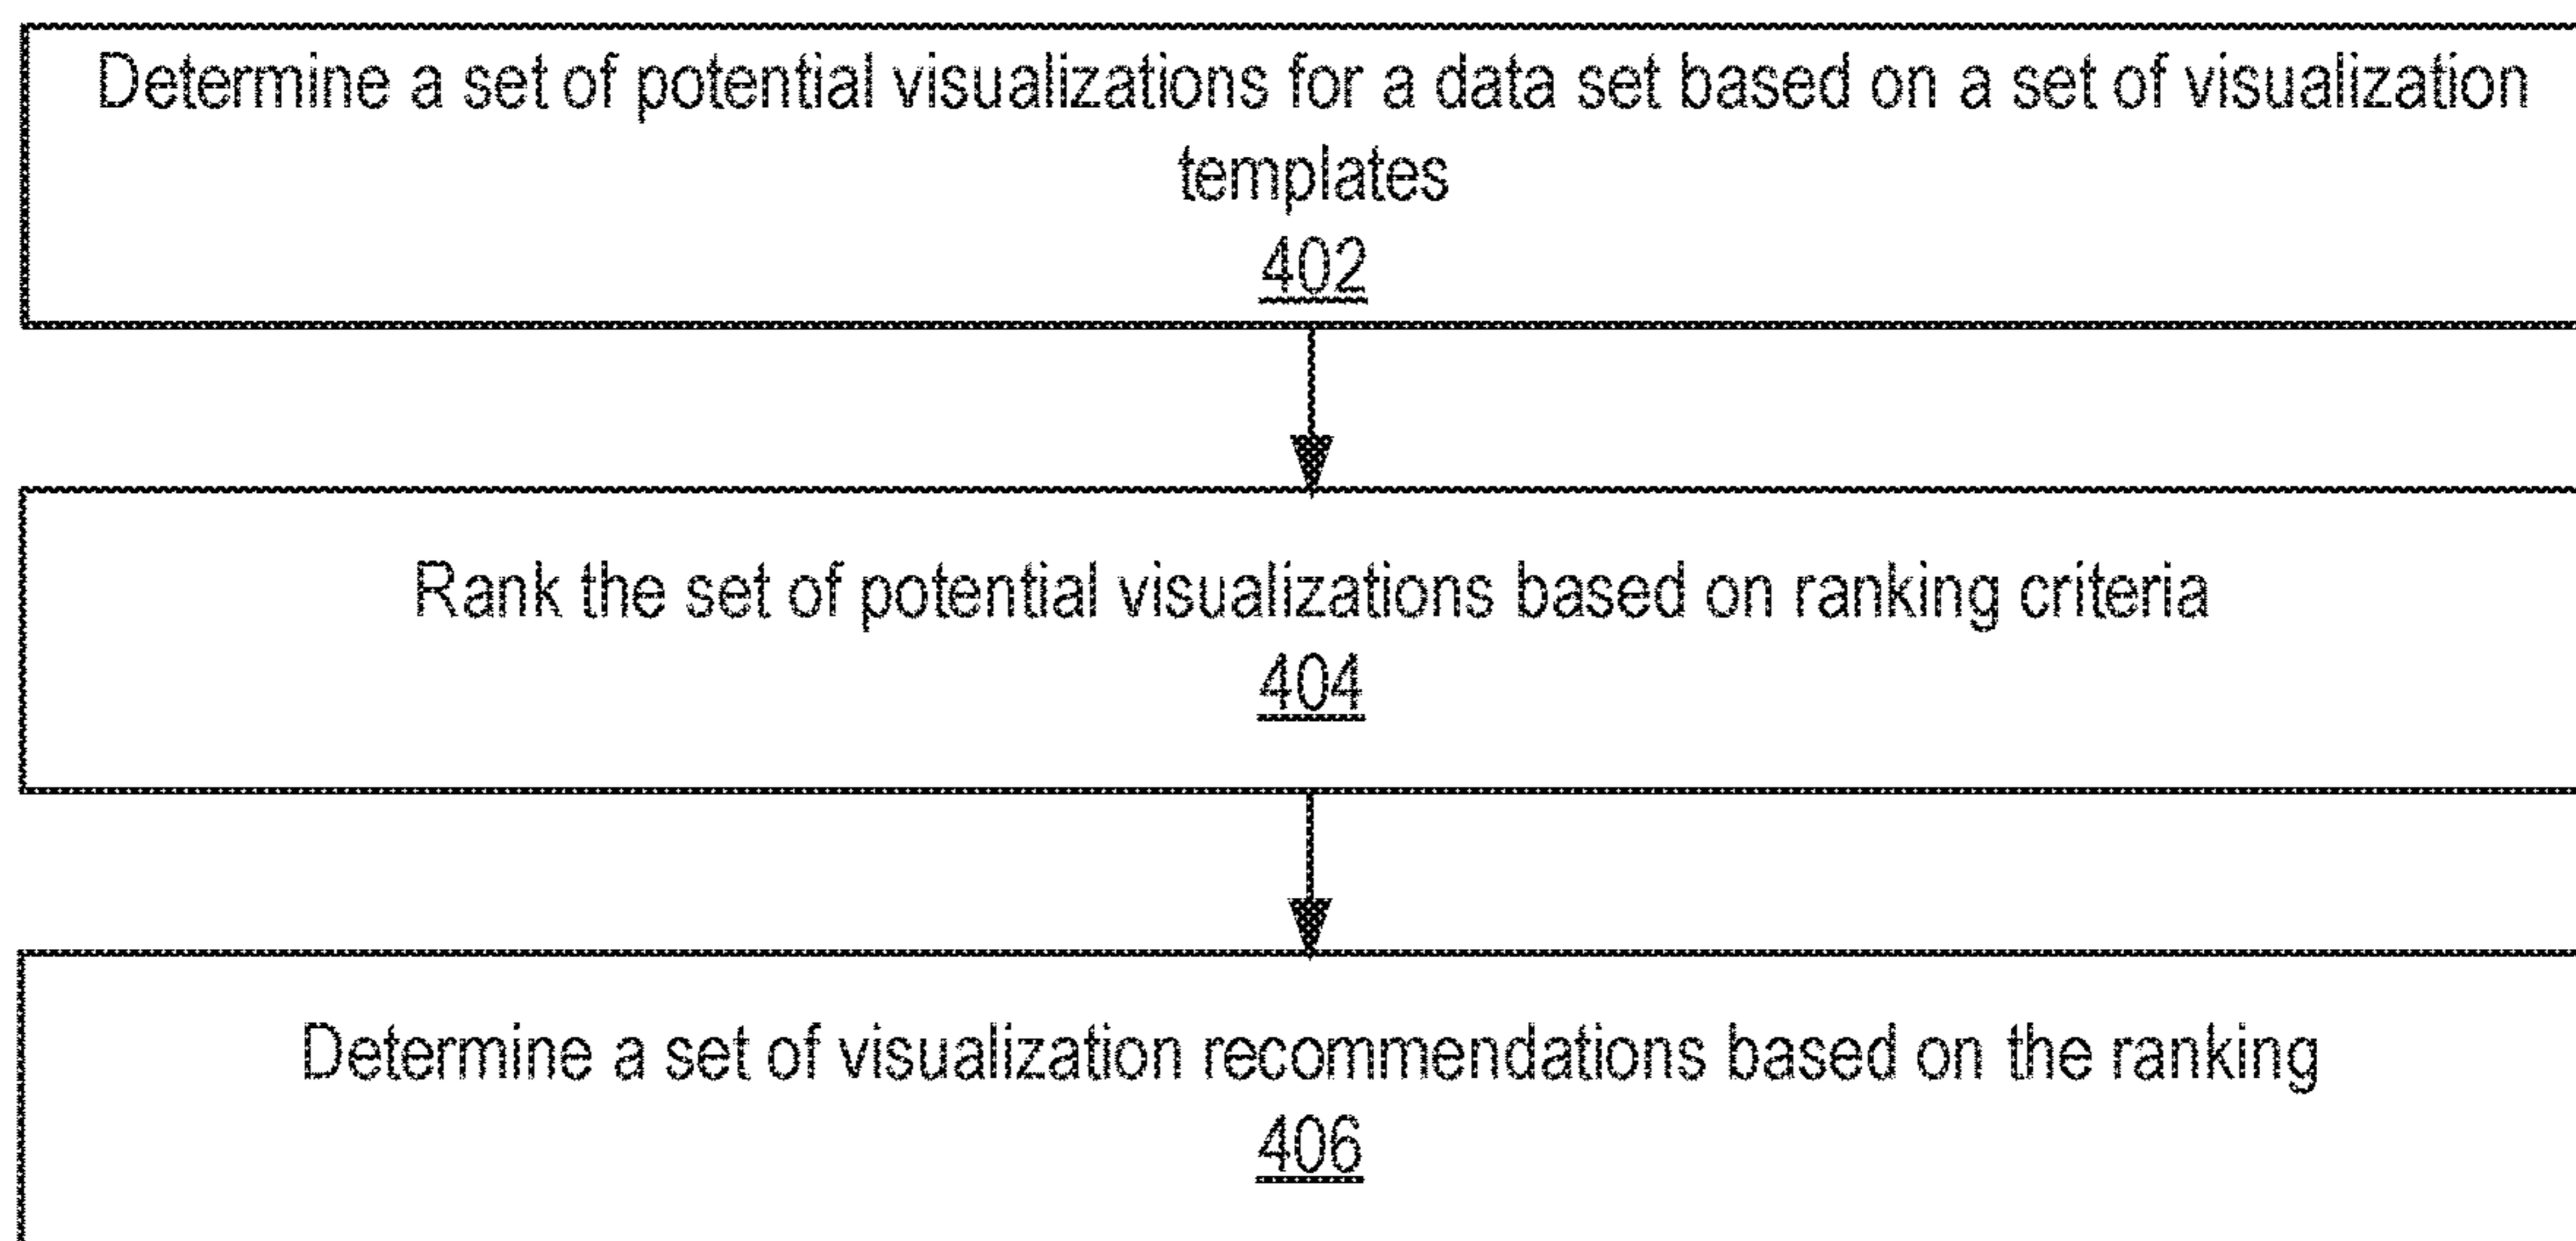 Determine a set of potential visualizations for a data set based on a set of visualization
templates
402
Rank the set of potential visualizations based on ranking criteria
404
Determine a set of visualization recommendations based on the ranking
406